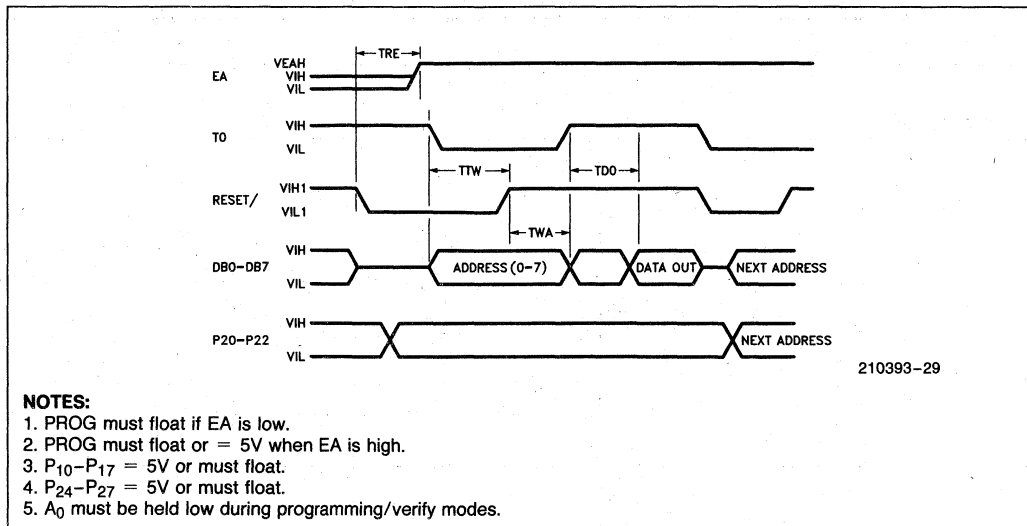 TRE
VEAH
EA VIH
VIL
T0 VIH
VIL
TTW TDO
RESET/ VIH1
VIL1
TWA
DB0-DB7 VIH
ADDRESS (0-7) DATA OUT NEXT ADDRESS
VIL
P20-P22 VIH
NEXT ADDRESS
VIL
210393-29
NOTES:
1. PROG must float if EA is low.
2. PROG must float or = 5V when EA is high.
3. P10-P17 = 5V or must float.
4. P24-P27 = 5V or must float.
5. A0 must be held low during programming/verify modes.